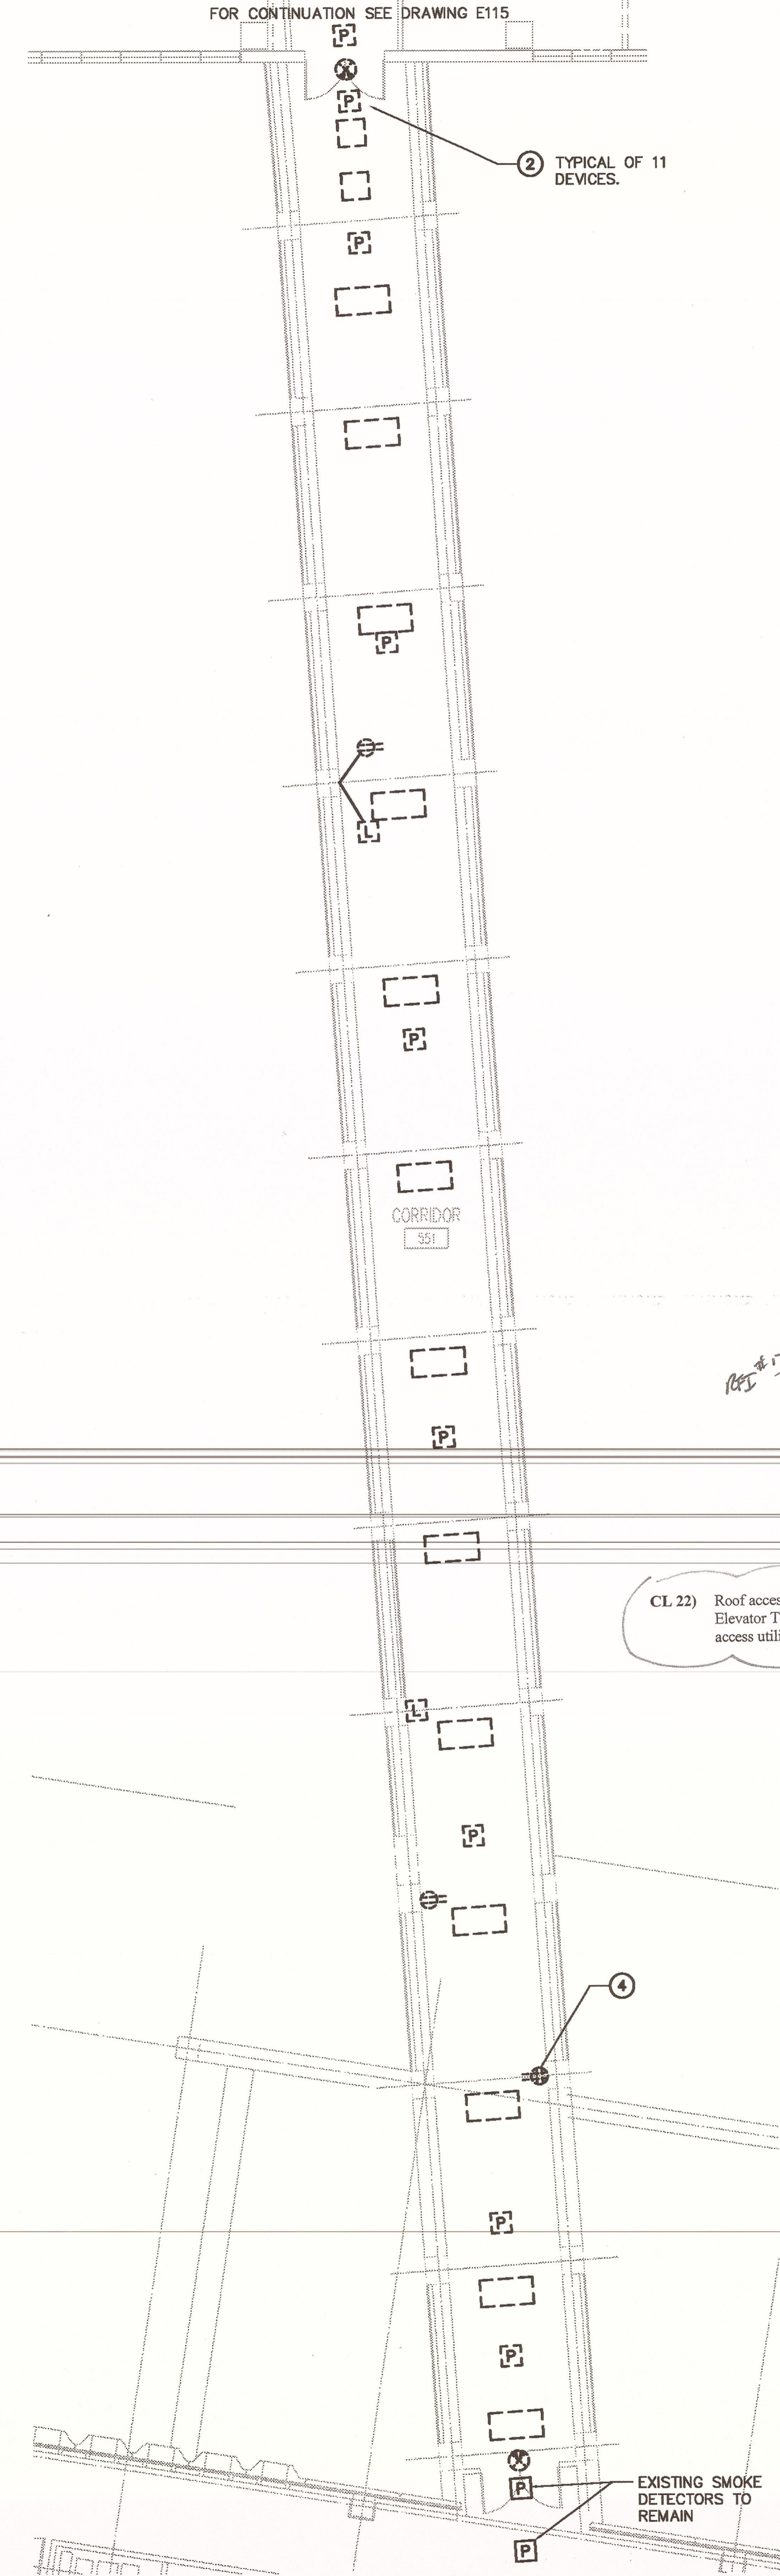 FOR CONTINUATION SEE DRAWING E115
P
X
P
2 TYPICAL OF 11
DEVICES.
P
P
L
P
CORRIDOR
551
RFI #
P
CL 22) Roof acces
Elevator T
access utili
L
P
4
P
P
X
P
EXISTING SMOKE
DETECTORS TO
REMAIN
P